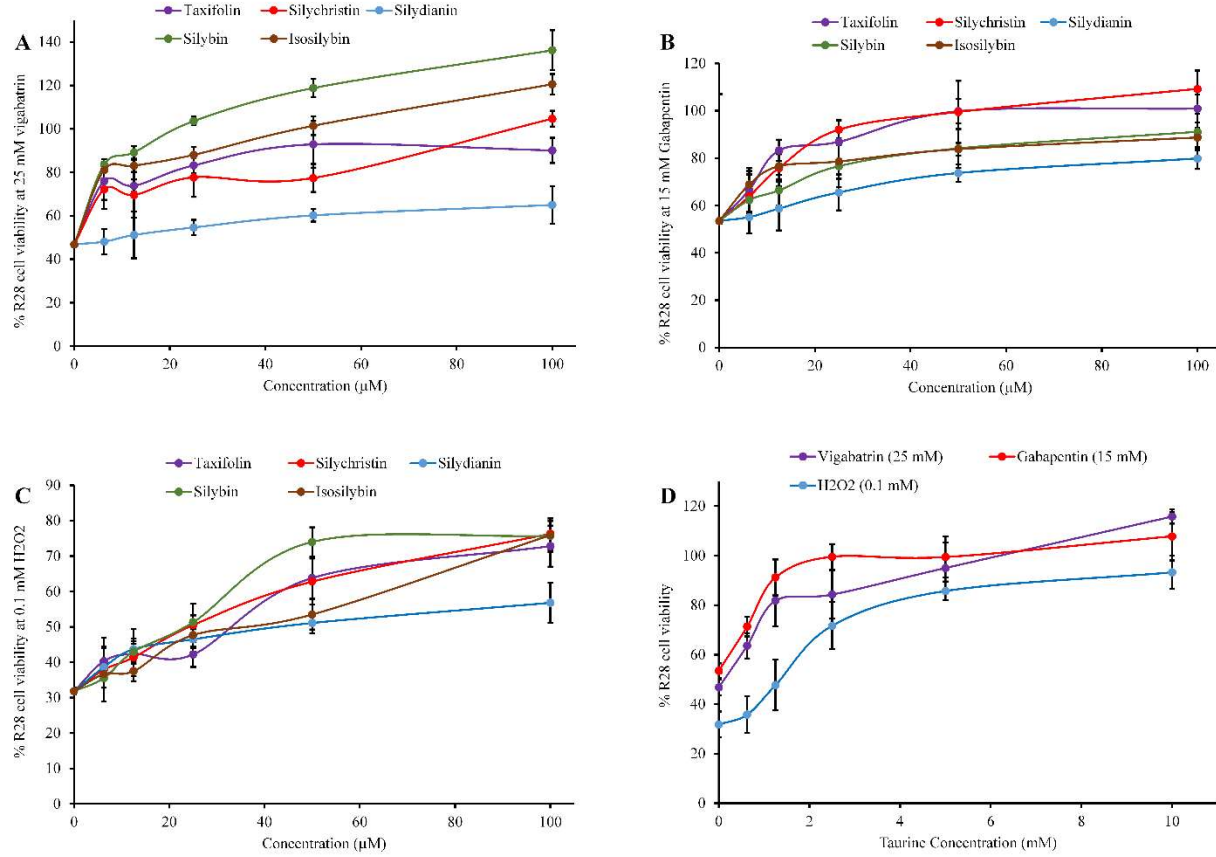 A
Taxifolin Silychristin Silydianin
Silybin Isosilybin
% R28 cell viability at 25 mM vigabatrin
140
120
100
80
60
40
20
0
0 20 40 60 80 100
Concentration (µM)
B
Taxifolin Silychristin Silydianin
Silybin Isosilybin
% R28 cell viability at 15 mM Gabapentin
120
100
80
60
40
20
0
0 20 40 60 80 100
Concentration (µM)
C
Taxifolin Silychristin Silydianin
Silybin Isosilybin
% R28 cell viability at 0.1 mM H2O2
90
80
70
60
50
40
30
20
10
0
0 20 40 60 80 100
Concentration (µM)
D
Vigabatrin (25 mM) Gabapentin (15 mM)
H2O2 (0.1 mM)
% R28 cell viability
120
100
80
60
40
20
0
0 2 4 6 8 10
Taurine Concentration (mM)